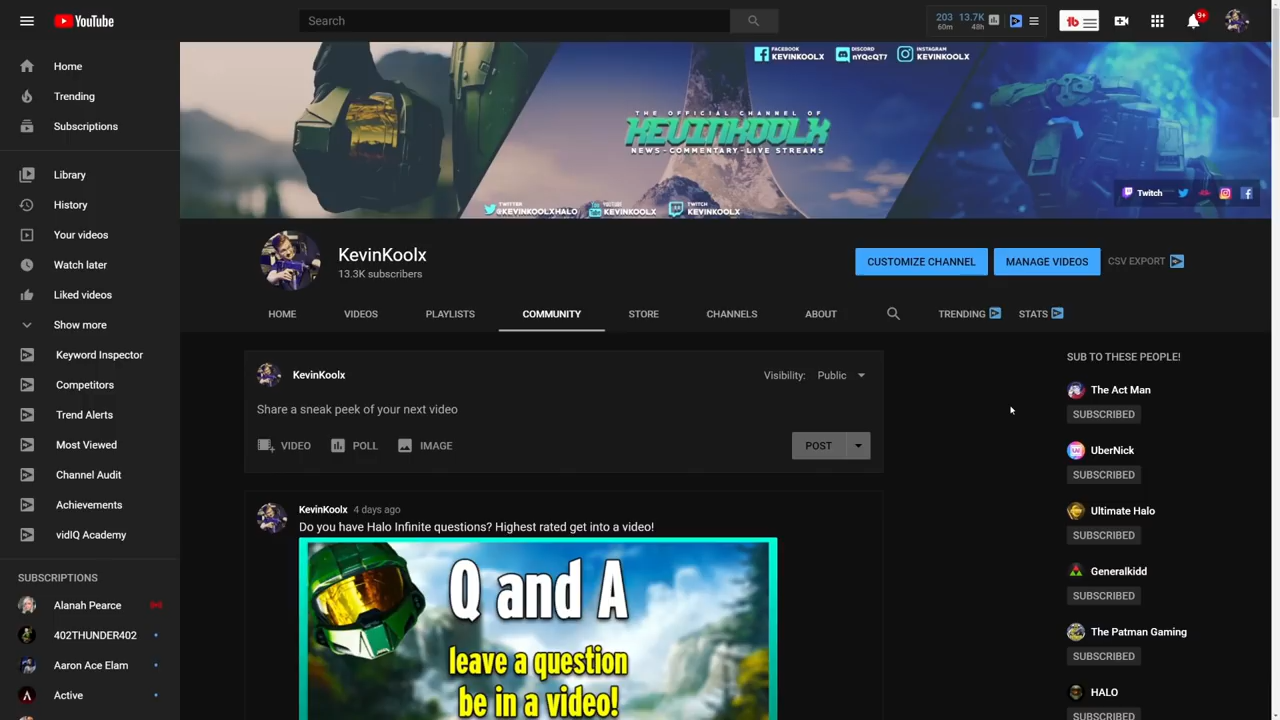 YouTube
Search
203 13.7K
60m 48h
tb
9+
Home
Trending
Subscriptions
Library
History
Your videos
Watch later
Liked videos
Show more
Keyword Inspector
Competitors
Trend Alerts
Most Viewed
Channel Audit
Achievements
vidIQ Academy
SUBSCRIPTIONS
Alanah Pearce
402THUNDER402
Aaron Ace Elam
Active
FACEBOOK
KEVINKOOLX
DISCORD
nYQcQT7
INSTAGRAM
KEVINKOOLX
THE OFFICIAL CHANNEL OF
KEVINKOOLX
NEWS-COMMENTARY-LIVE STREAMS
TWITTER
@KEVINKOOLXHALO
YOUTUBE
KEVINKOOLX
TWITCH
KEVINKOOLX
Twitch
KevinKoolx
13.3K subscribers
CUSTOMIZE CHANNEL
MANAGE VIDEOS
CSV EXPORT
HOME
VIDEOS
PLAYLISTS
COMMUNITY
STORE
CHANNELS
ABOUT
TRENDING
STATS
KevinKoolx
Visibility: Public
Share a sneak peek of your next video
VIDEO
POLL
IMAGE
POST
KevinKoolx 4 days ago
Do you have Halo Infinite questions? Highest rated get into a video!
Q and A
leave a question
be in a video!
SUB TO THESE PEOPLE!
The Act Man
SUBSCRIBED
UberNick
SUBSCRIBED
Ultimate Halo
SUBSCRIBED
Generalkidd
SUBSCRIBED
The Patman Gaming
SUBSCRIBED
HALO
SUBSCRIBED